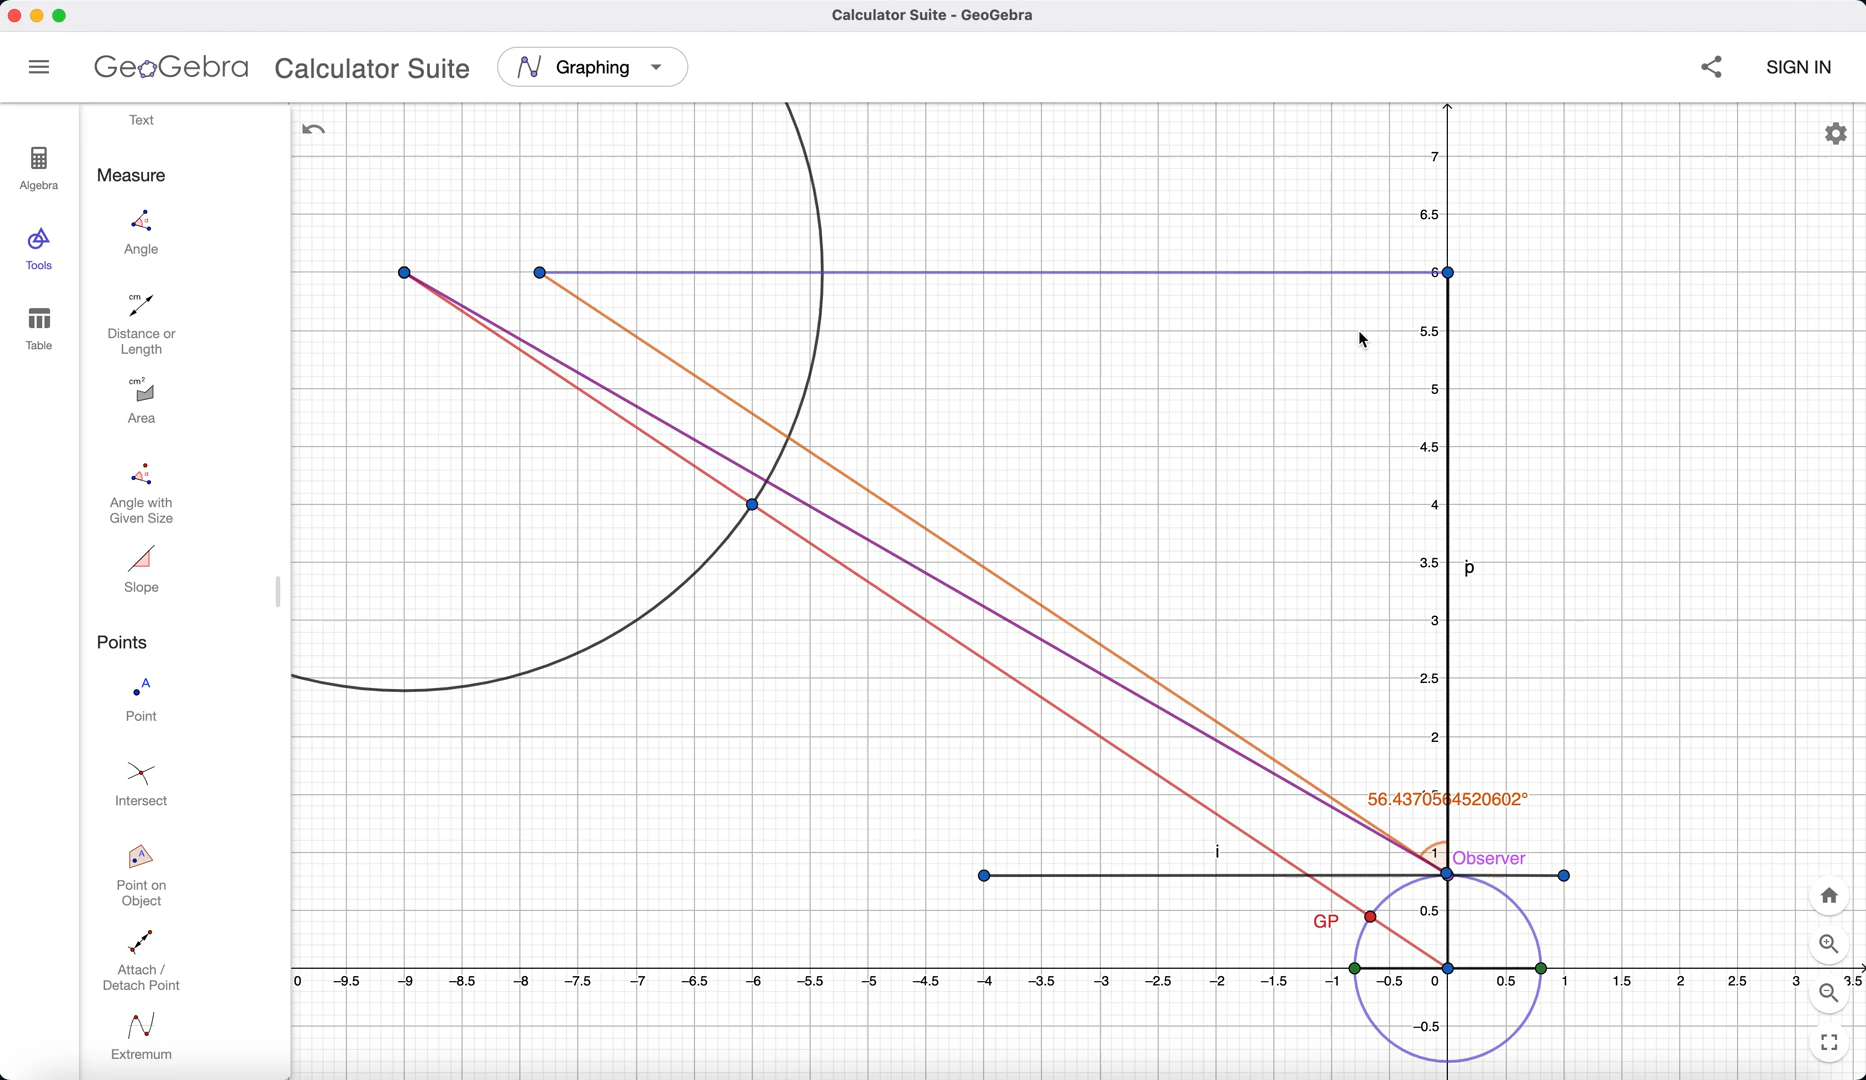 Calculator Suite - GeoGebra
GeoGebra
Calculator Suite
Graphing
SIGN IN
Algebra
Tools
Table
Text
Measure
Angle
cm
Distance or
Length
cm²
Area
Angle with
Given Size
Slope
Points
A
Point
Intersect
A
Point on
Object
Attach /
Detach Point
Extremum
7
6.5
6
5.5
5
4.5
4
3.5
p
3
2.5
2
56.4370564520602°
1
Observer
i
0.5
GP
0 −9.5 −9 −8.5 −8 −7.5 −7 −6.5 −6 −5.5 −5 −4.5 −4 −3.5 −3 −2.5 −2 −1.5 −1 −0.5 0 0.5 1 1.5 2 2.5 3 3.5
−0.5